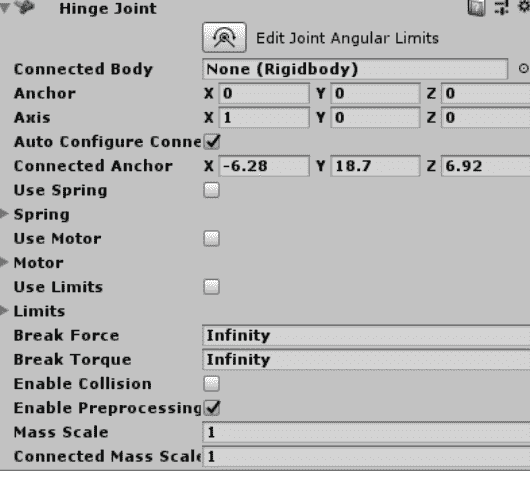 Hinge Joint
Edit Joint Angular Limits
Connected Body None (Rigidbody)
Anchor X 0 Y 0 Z 0
Axis X 1 Y 0 Z 0
Auto Configure Conne
Connected Anchor X -6.28 Y 18.7 Z 6.92
Use Spring
Spring
Use Motor
Motor
Use Limits
Limits
Break Force Infinity
Break Torque Infinity
Enable Collision
Enable Preprocessing
Mass Scale 1
Connected Mass Scale 1